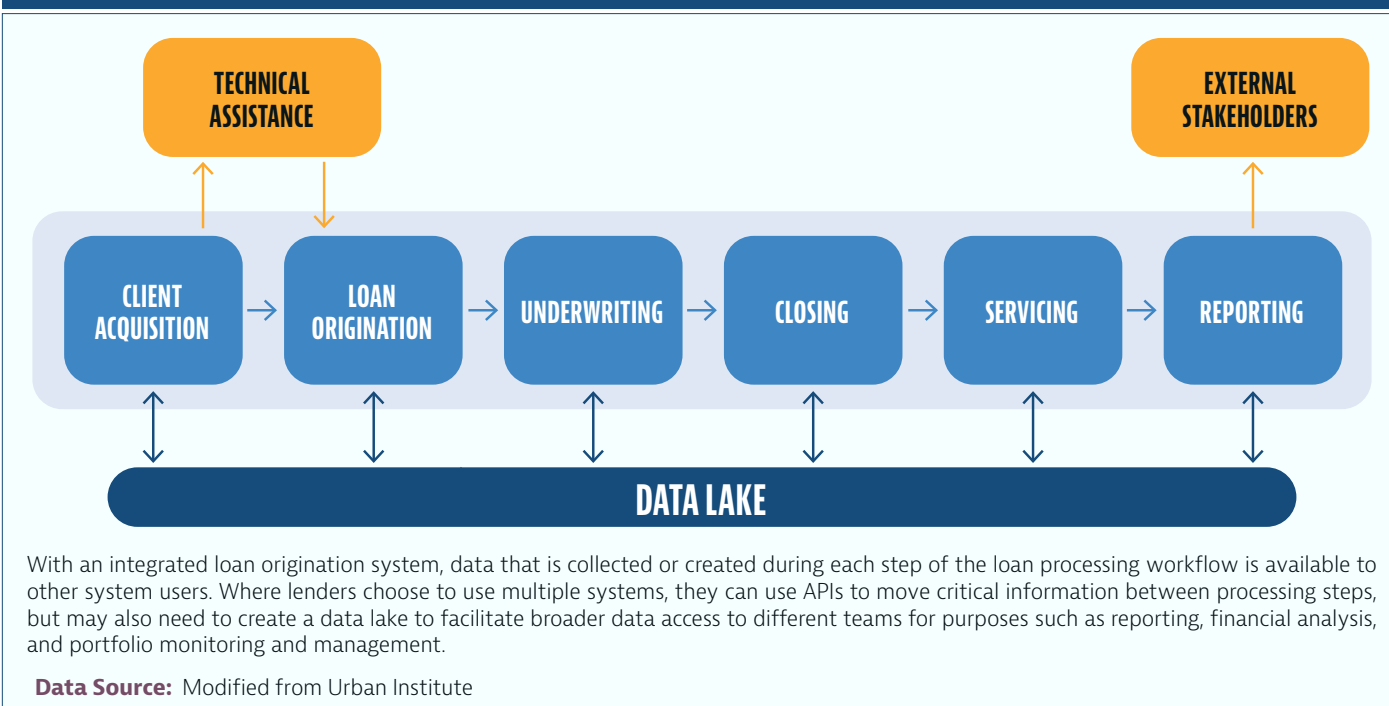 TECHNICAL
ASSISTANCE
EXTERNAL
STAKEHOLDERS
CLIENT
ACQUISITION
LOAN
ORIGINATION
UNDERWRITING
CLOSING
SERVICING
REPORTING
DATA LAKE
With an integrated loan origination system, data that is collected or created during each step of the loan processing workflow is available to
other system users. Where lenders choose to use multiple systems, they can use APIs to move critical information between processing steps,
but may also need to create a data lake to facilitate broader data access to different teams for purposes such as reporting, financial analysis,
and portfolio monitoring and management.
Data Source: Modified from Urban Institute